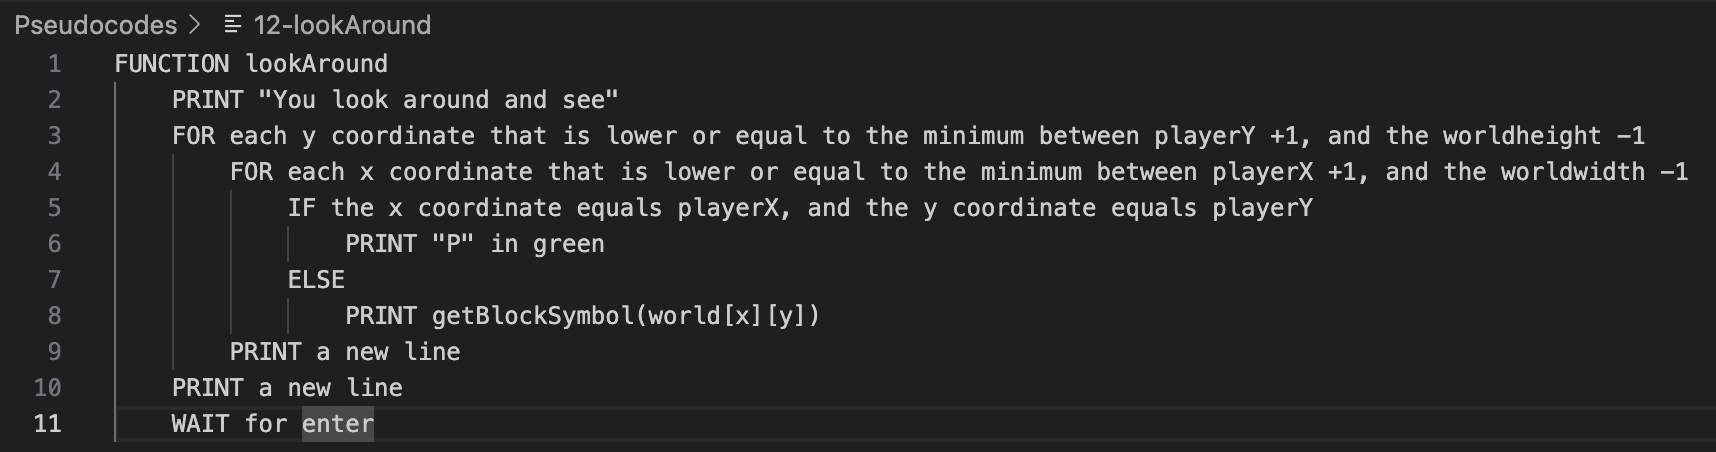 Pseudocodes > 12-lookAround
1 FUNCTION lookAround
2 PRINT "You look around and see"
3 FOR each y coordinate that is lower or equal to the minimum between playerY +1, and the worldheight -1
4 FOR each x coordinate that is lower or equal to the minimum between playerX +1, and the worldwidth -1
5 IF the x coordinate equals playerX, and the y coordinate equals playerY
6 PRINT "P" in green
7 ELSE
8 PRINT getBlockSymbol(world[x][y])
9 PRINT a new line
10 PRINT a new line
11 WAIT for enter